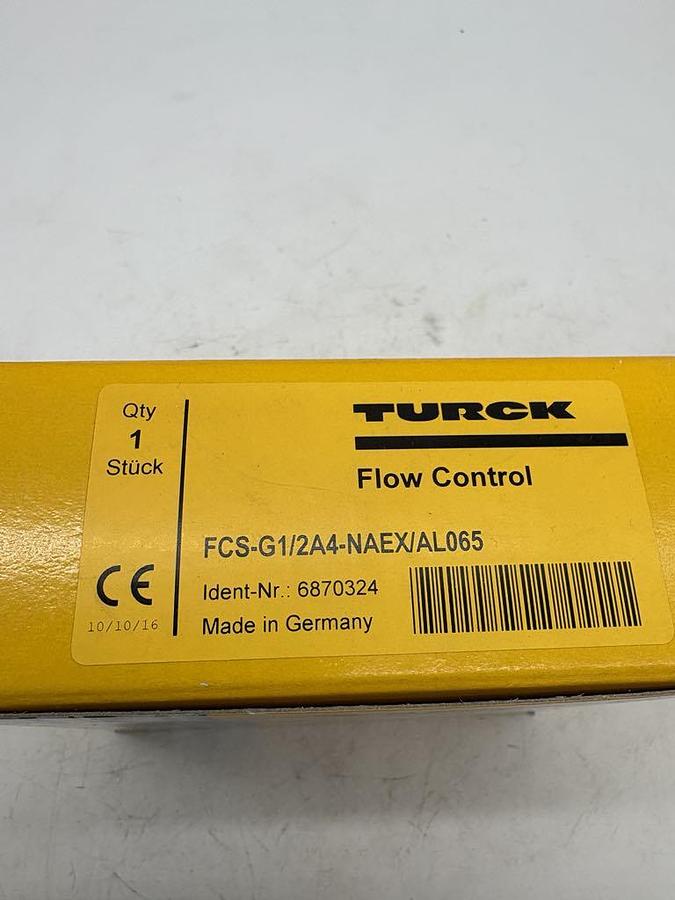 Qty
1
Stück
TURCK
Flow Control
FCS-G1/2A4-NAEX/AL065
Ident-Nr.: 6870324
Made in Germany
CE
10/10/16